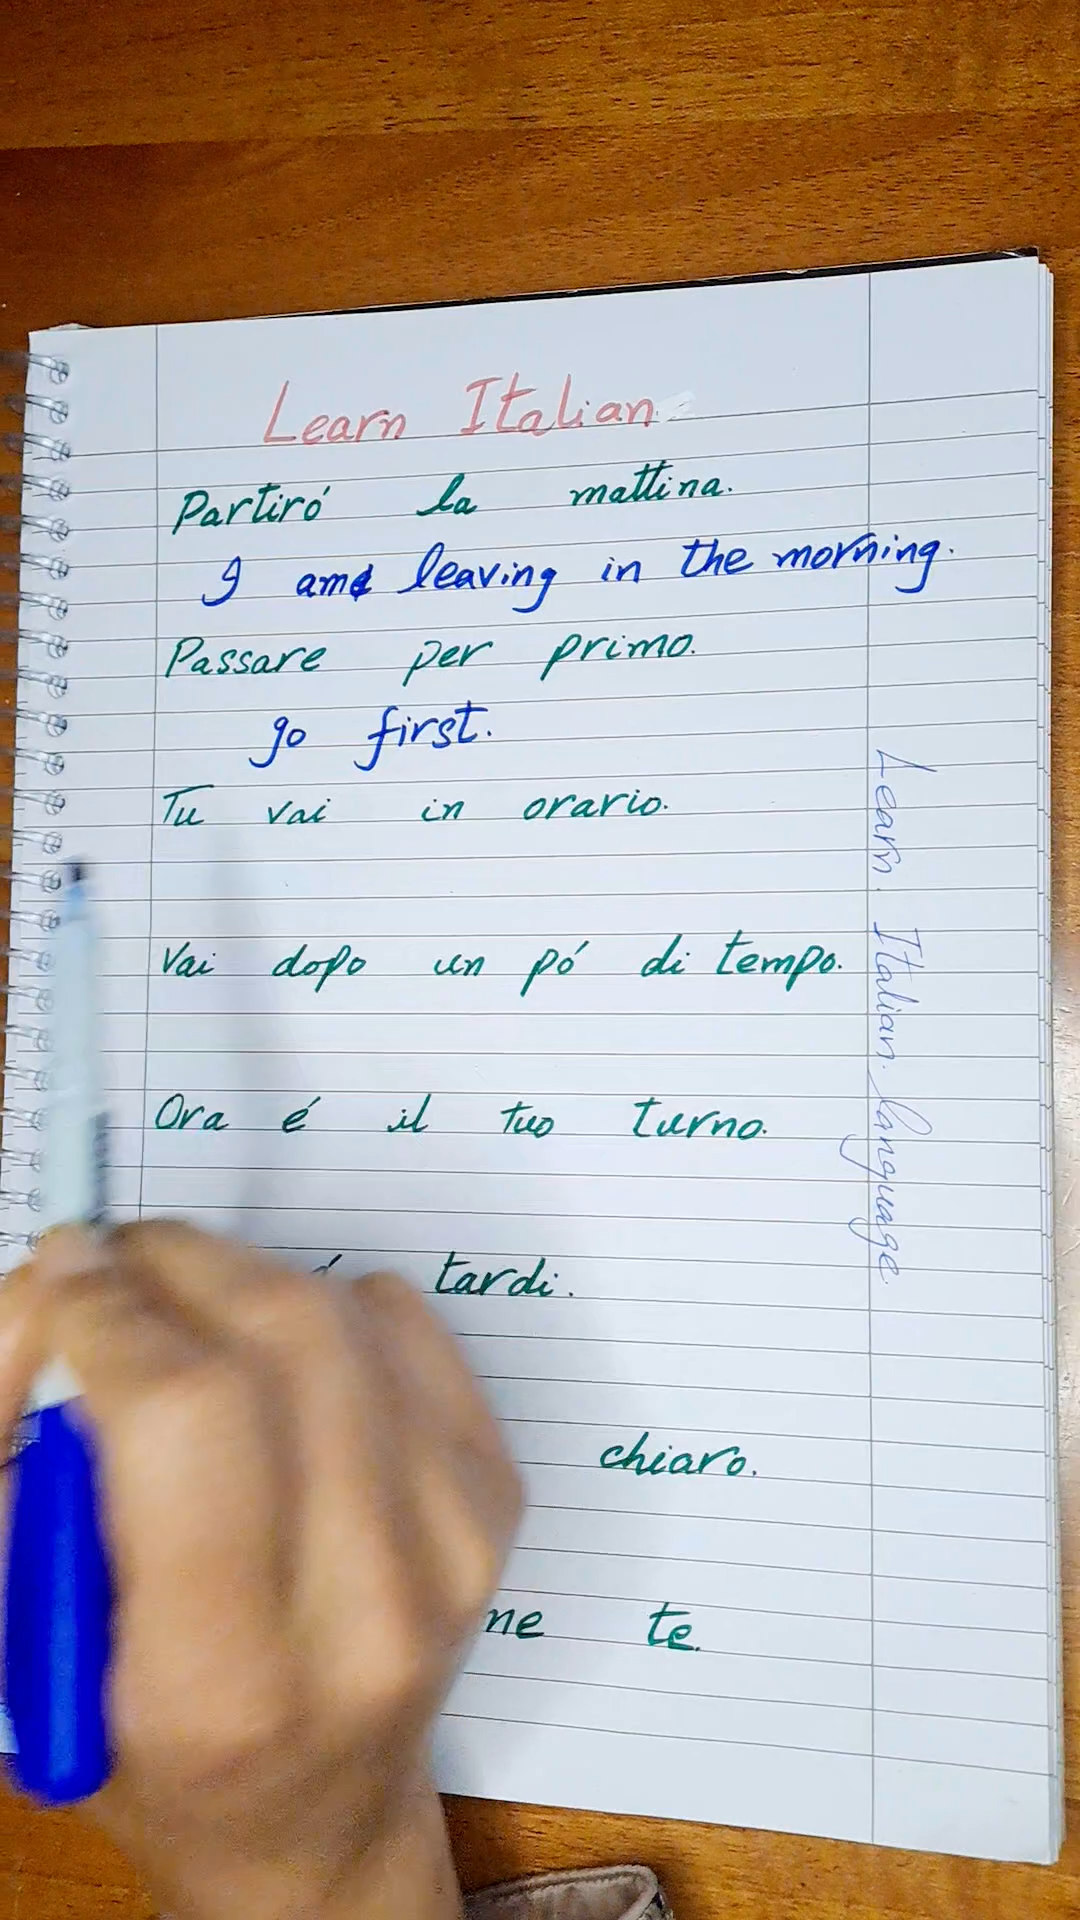 Learn Italian
Partiró la mattina.
I am leaving in the morning.
Passare per primo.
go first.
Tu vai in orario.
Vai dopo un pó di tempo.
Ora é il tuo turno.
tardi.
chiaro.
te.
Learn. Italian. language.